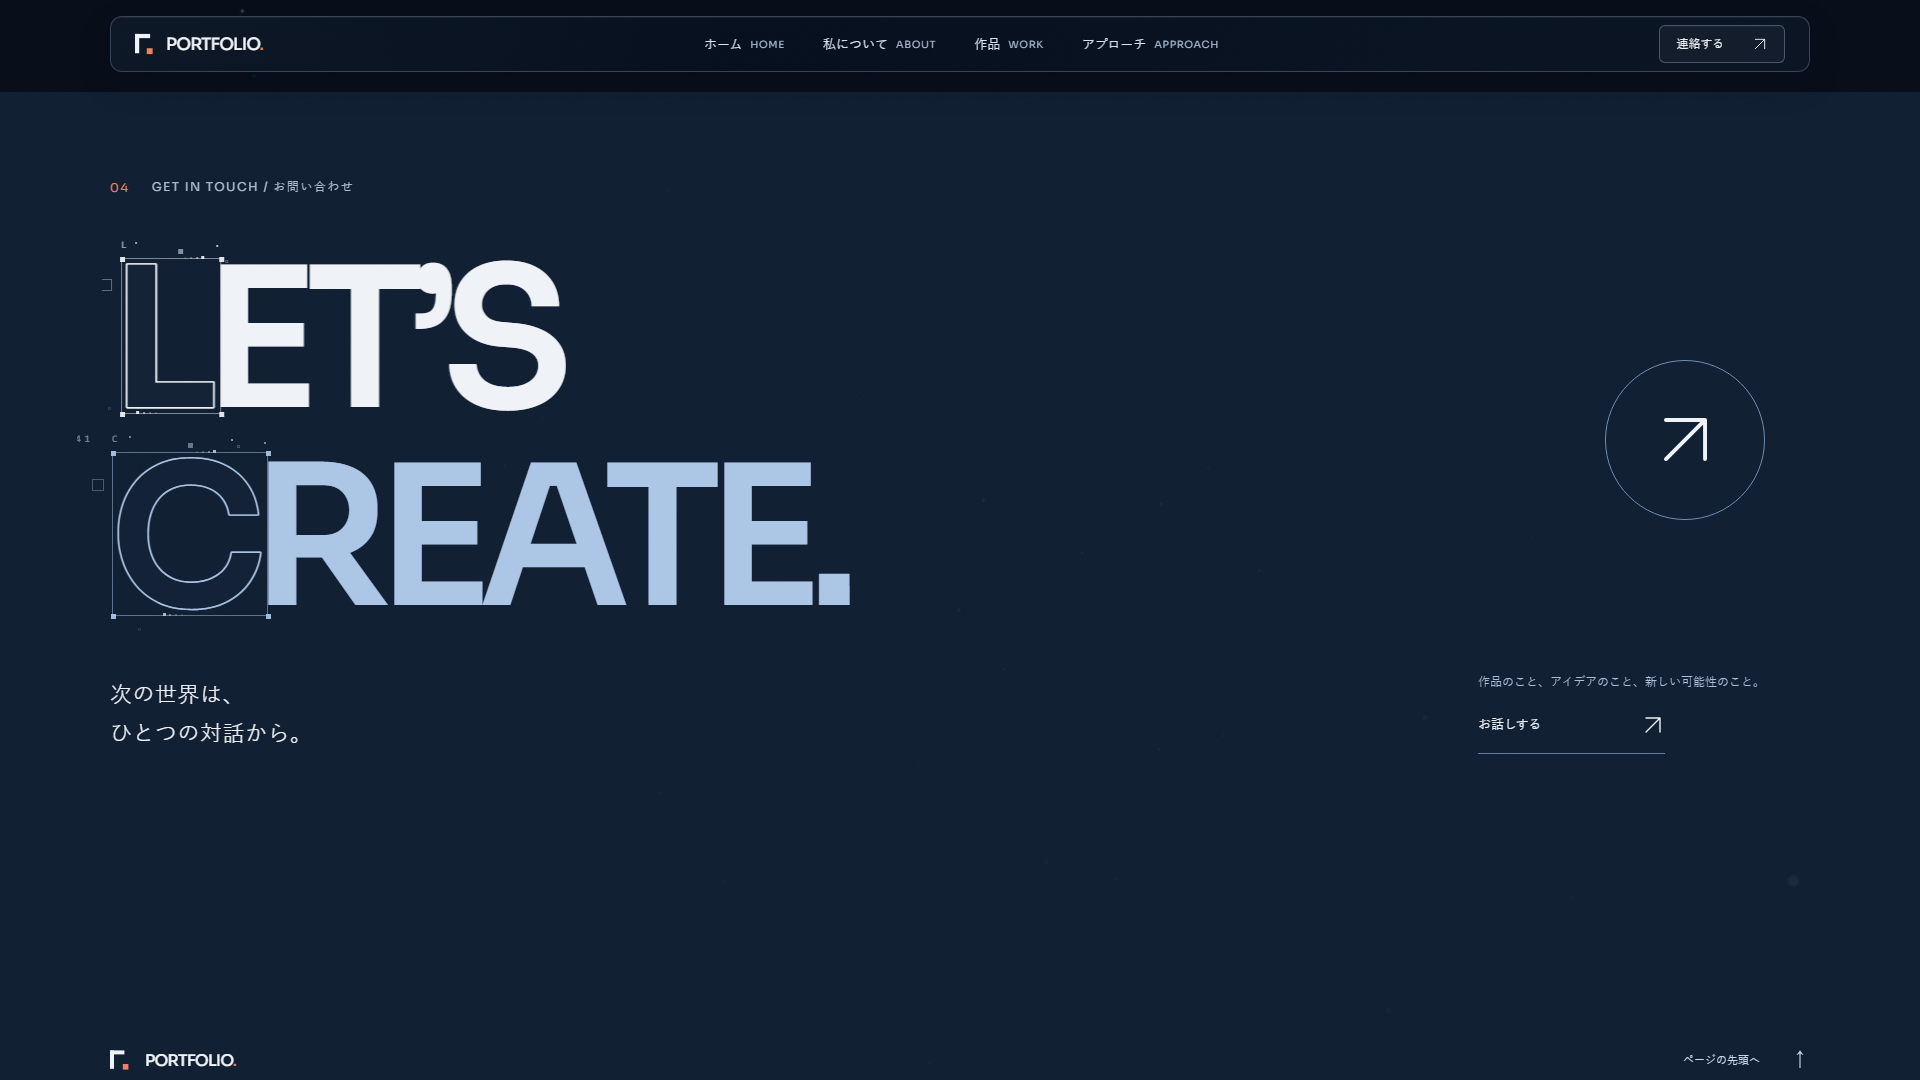 PORTFOLIO.
ホーム HOME
私について ABOUT
作品 WORK
アプローチ APPROACH
連絡する
04 GET IN TOUCH / お問い合わせ
L
LET'S
C
CREATE.
次の世界は、
ひとつの対話から。
作品のこと、アイデアのこと、新しい可能性のこと。
お話しする
PORTFOLIO.
ページの先頭へ